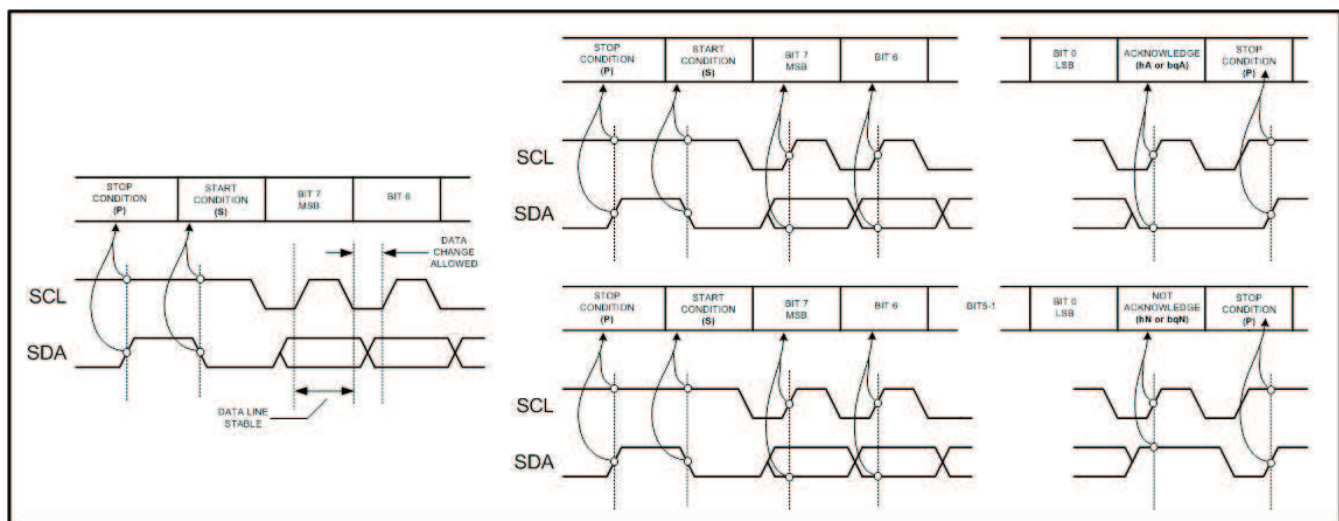 STOP
CONDITION
(P)
START
CONDITION
(S)
BIT 7
MSB
BIT 6
DATA
CHANGE
ALLOWED
SCL
SDA
DATA LINE
STABLE
STOP
CONDITION
(P)
START
CONDITION
(S)
BIT 7
MSB
BIT 6
BIT 0
LSB
ACKNOWLEDGE
(hA or bqA)
STOP
CONDITION
(P)
SCL
SDA
STOP
CONDITION
(P)
START
CONDITION
(S)
BIT 7
MSB
BIT 6
BIT5-1
BIT 0
LSB
NOT
ACKNOWLEDGE
(hN or bqN)
STOP
CONDITION
(P)
SCL
SDA